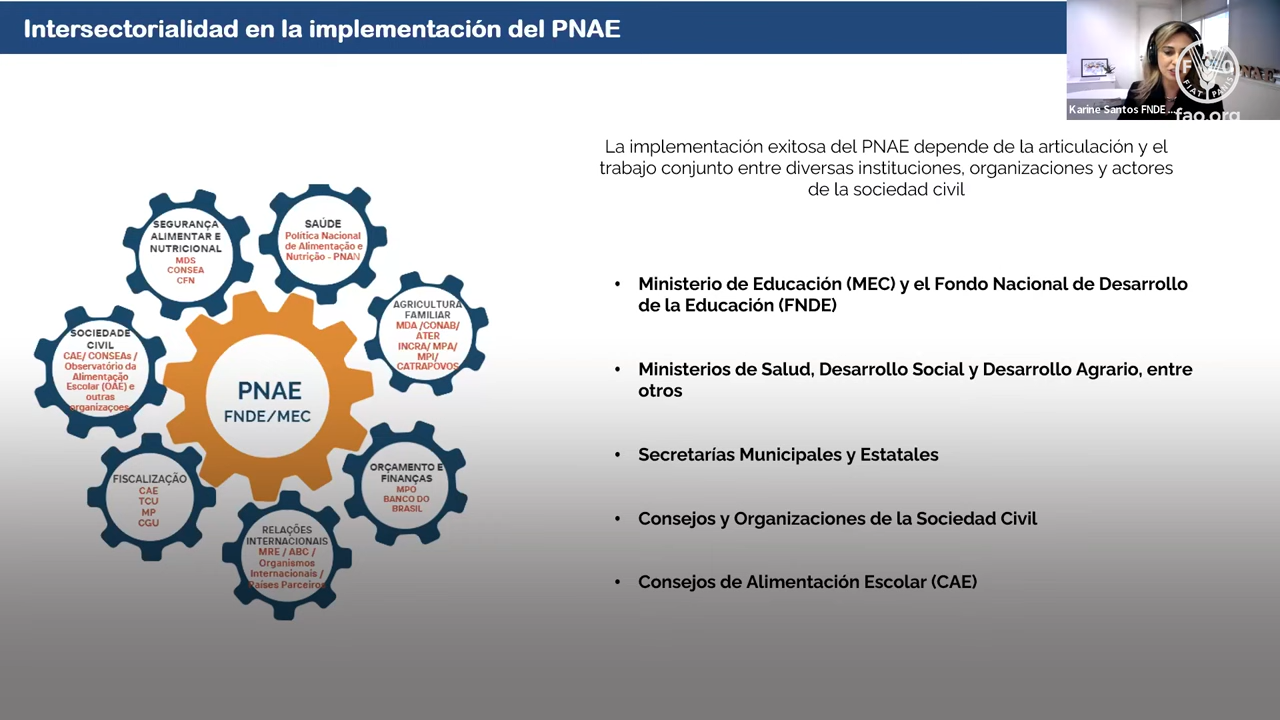 Intersectorialidad en la implementación del PNAE
Karine Santos FNDE ...
FAO
FIAT PANIS
fao.org
La implementación exitosa del PNAE depende de la articulación y el
trabajo conjunto entre diversas instituciones, organizaciones y actores
de la sociedad civil
SEGURANÇA
ALIMENTAR E
NUTRICIONAL
MDS
CONSEA
CFN
SAÚDE
Política Nacional
de Alimentação e
Nutrição - PNAN
AGRICULTURA
FAMILIAR
MDA /CONAB/
ATER
INCRA/ MPA/
MPI/
CATRAPOVOS
SOCIEDADE
CIVIL
CAE/ CONSEAs /
Observatório da
Alimentação
Escolar (OAE) e
outras
organizaçoes
PNAE
FNDE/MEC
FISCALIZAÇÃO
CAE
TCU
MP
CGU
ORÇAMENTO E
FINANÇAS
MPO
BANCO DO
BRASIL
RELAÇÕES
INTERNACIONAIS
MRE / ABC /
Organismos
Internacionais /
Países Parceiros
• Ministerio de Educación (MEC) y el Fondo Nacional de Desarrollo
de la Educación (FNDE)
• Ministerios de Salud, Desarrollo Social y Desarrollo Agrario, entre
otros
• Secretarías Municipales y Estatales
• Consejos y Organizaciones de la Sociedad Civil
• Consejos de Alimentación Escolar (CAE)